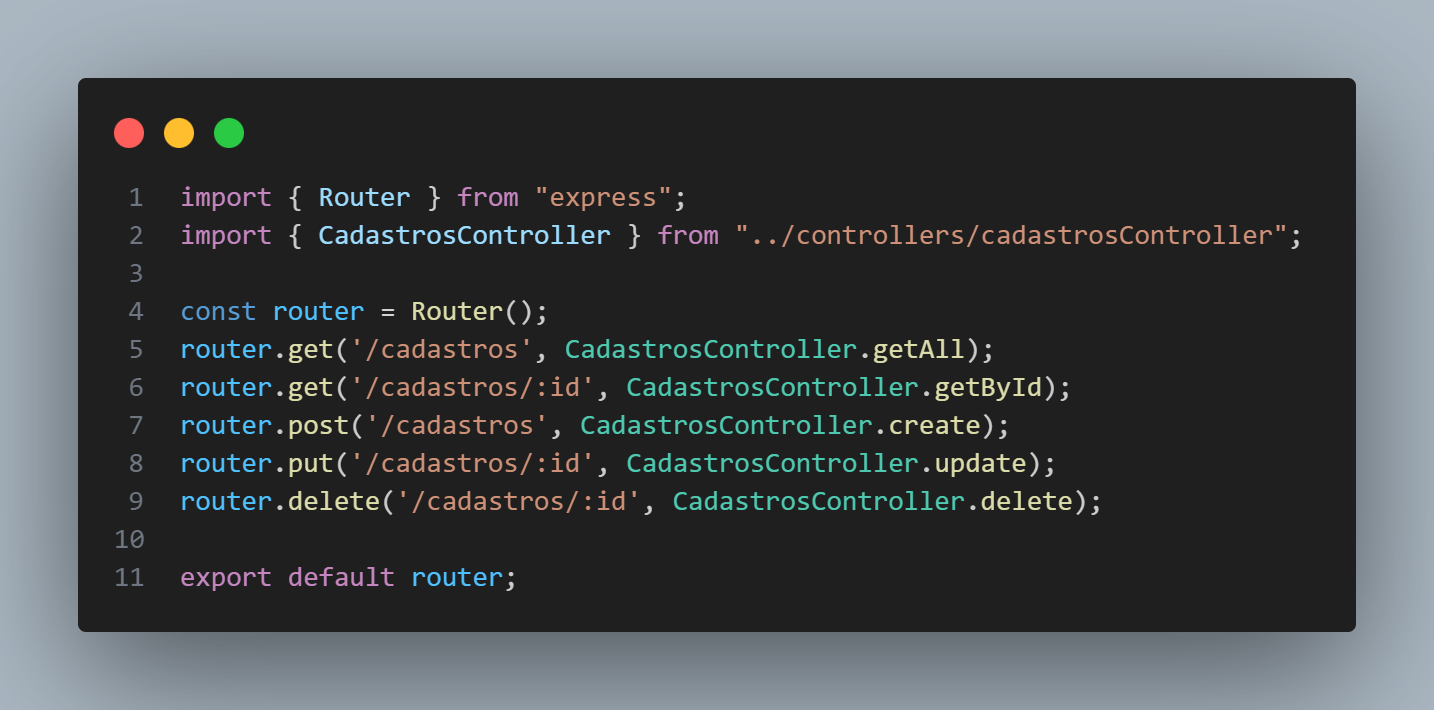 1 import { Router } from "express";
2 import { CadastrosController } from "../controllers/cadastrosController";
3
4 const router = Router();
5 router.get('/cadastros', CadastrosController.getAll);
6 router.get('/cadastros/:id', CadastrosController.getById);
7 router.post('/cadastros', CadastrosController.create);
8 router.put('/cadastros/:id', CadastrosController.update);
9 router.delete('/cadastros/:id', CadastrosController.delete);
10
11 export default router;